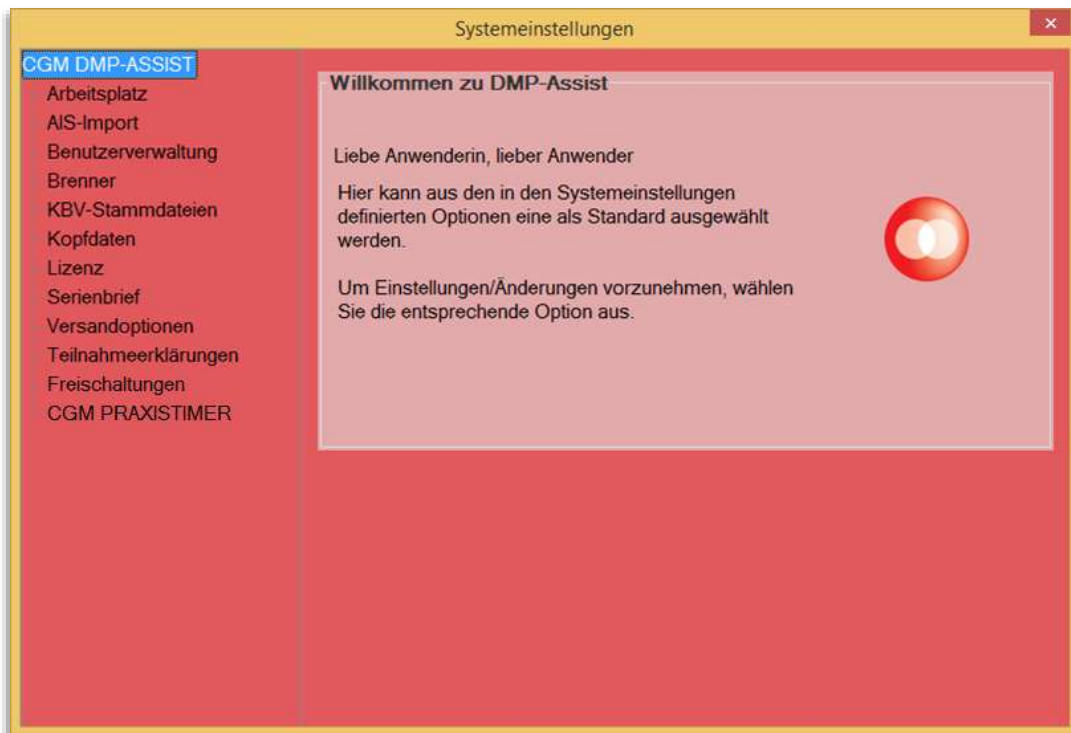 Systemeinstellungen
CGM DMP-ASSIST
Arbeitsplatz
AIS-Import
Benutzerverwaltung
Brenner
KBV-Stammdateien
Kopfdaten
Lizenz
Serienbrief
Versandoptionen
Teilnahmeerklärungen
Freischaltungen
CGM PRAXISTIMER
Willkommen zu DMP-Assist
Liebe Anwenderin, lieber Anwender
Hier kann aus den in den Systemeinstellungen
definierten Optionen eine als Standard ausgewählt
werden.
Um Einstellungen/Änderungen vorzunehmen, wählen
Sie die entsprechende Option aus.